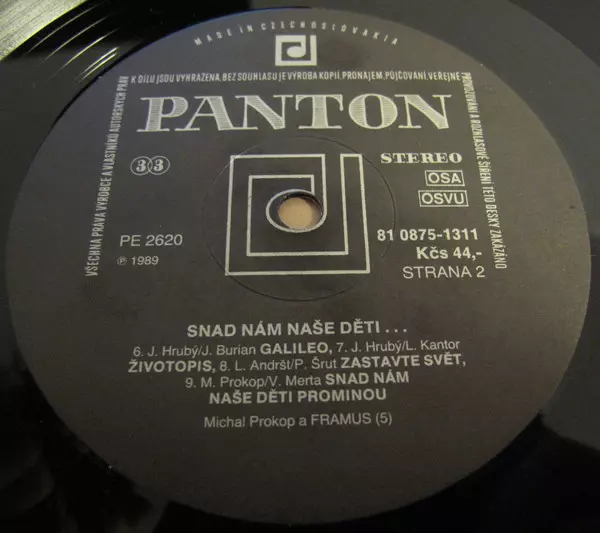 MADE IN CZECHOSLOVAKIA
VŠECHNA PRÁVA VÝROBCE A VLASTNÍKŮ AUTORSKÝCH PRÁV
K DÍLU JSOU VYHRAZENA, BEZ SOUHLASU JE VÝROBA KOPIÍ, PRONÁJEM, PŮJČOVÁNÍ, VEŘEJNÉ
PROVOZOVÁNÍ A ROZHLASOVÉ ŠÍŘENÍ TÉTO DESKY ZAKÁZÁNO
PANTON
33
STEREO
OSA
OSVU
PE 2620
℗ 1989
81 0875-1311
Kčs 44,-
STRANA 2
SNAD NÁM NAŠE DĚTI . . .
6. J. Hrubý/J. Burian GALILEO, 7. J. Hrubý/L. Kantor
ŽIVOTOPIS, 8. L. Andršt/P. Šrut ZASTAVTE SVĚT,
9. M. Prokop/V. Merta SNAD NÁM
NAŠE DĚTI PROMINOU
Michal Prokop a FRAMUS (5)